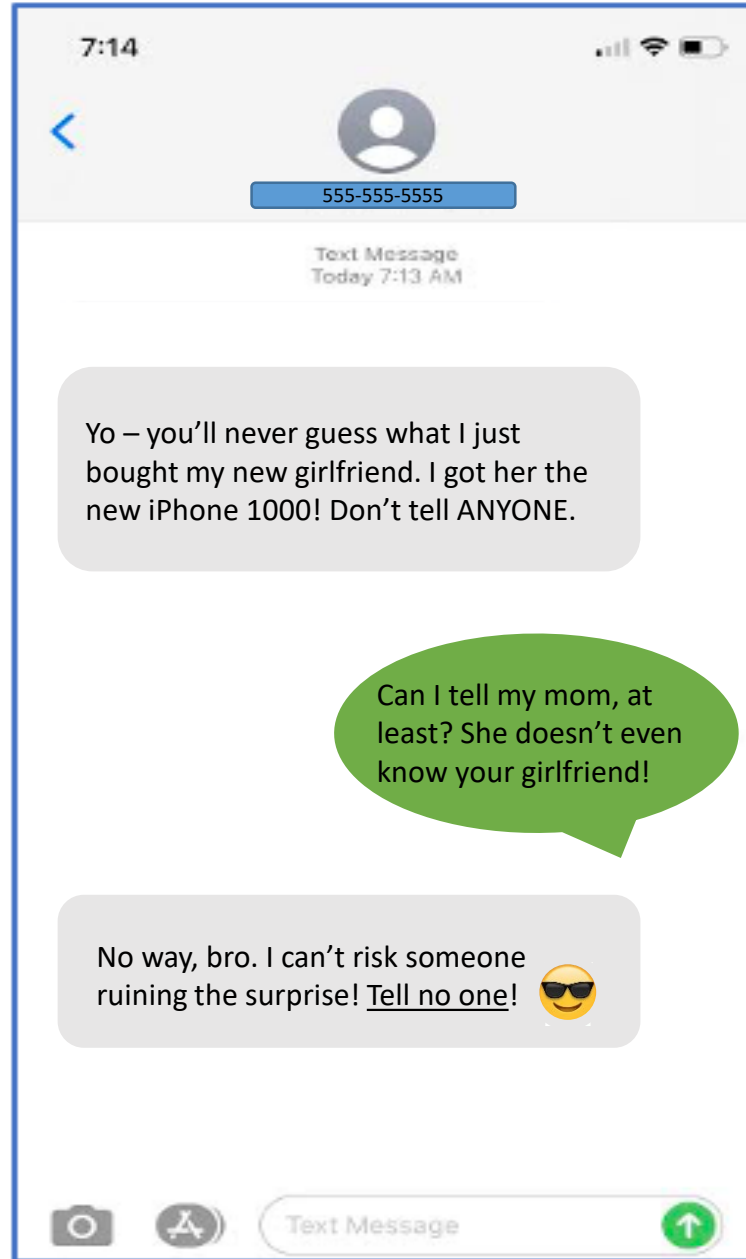 7:14
555-555-5555
Text Message
Today 7:13 AM
Yo – you’ll never guess what I just
bought my new girlfriend. I got her the
new iPhone 1000! Don’t tell ANYONE.
Can I tell my mom, at
least? She doesn’t even
know your girlfriend!
No way, bro. I can’t risk someone
ruining the surprise! Tell no one!
Text Message